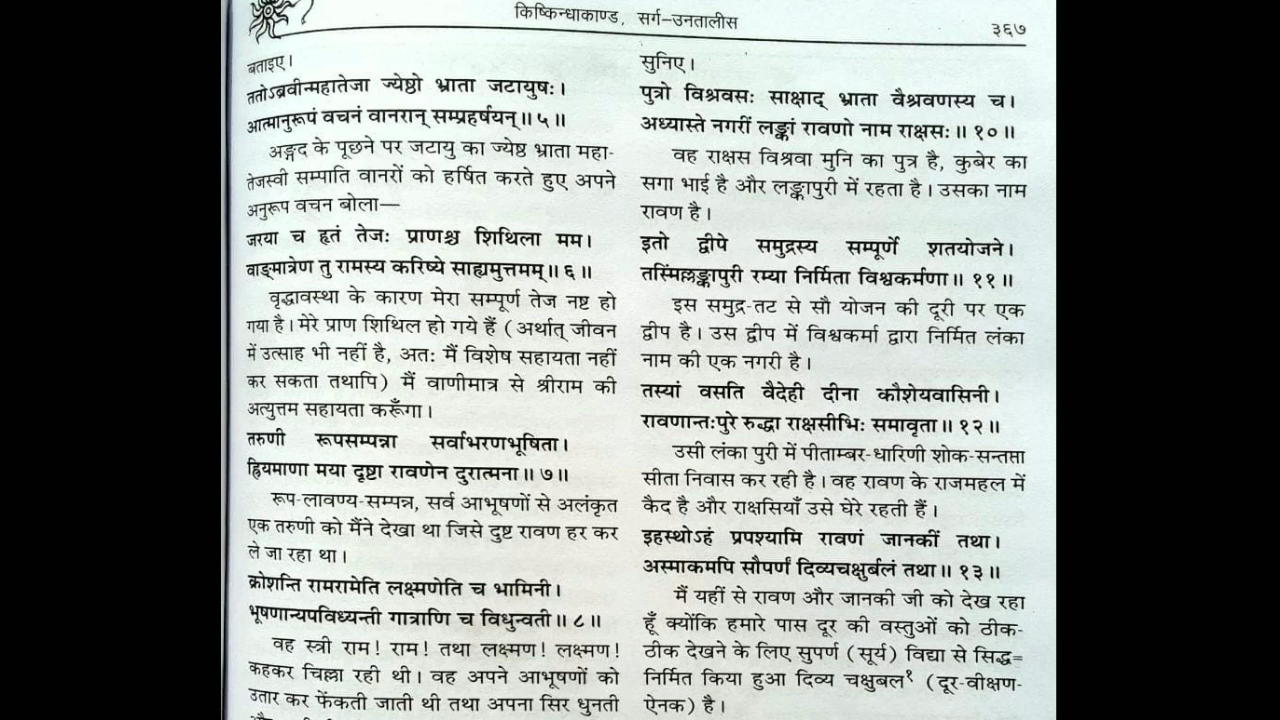 किष्किन्धाकाण्ड, सर्ग-उनतालीस
३६७
बताइए।
ततोऽब्रवीन्महातेजा ज्येष्ठो भ्राता जटायुषः।
आत्मानुरूपं वचनं वानरान् सम्प्रहर्षयन्॥५॥
अङ्गद के पूछने पर जटायु का ज्येष्ठ भ्राता महा-
तेजस्वी सम्पाति वानरों को हर्षित करते हुए अपने
अनुरूप वचन बोला—
जरया च हृतं तेजः प्राणश्च शिथिला मम।
वाङ्मात्रेण तु रामस्य करिष्ये साह्यमुत्तमम्॥६॥
वृद्धावस्था के कारण मेरा सम्पूर्ण तेज नष्ट हो
गया है। मेरे प्राण शिथिल हो गये हैं (अर्थात् जीवन
में उत्साह भी नहीं है, अतः मैं विशेष सहायता नहीं
कर सकता तथापि) मैं वाणीमात्र से श्रीराम की
अत्युत्तम सहायता करूँगा।
तरुणी रूपसम्पन्ना सर्वाभरणभूषिता।
ह्रियमाणा मया दृष्टा रावणेन दुरात्मना॥७॥
रूप-लावण्य-सम्पन्न, सर्व आभूषणों से अलंकृत
एक तरुणी को मैंने देखा था जिसे दुष्ट रावण हर कर
ले जा रहा था।
क्रोशन्ति रामरामेति लक्ष्मणेति च भामिनी।
भूषणान्यपविध्यन्ती गात्राणि च विधुन्वती॥८॥
वह स्त्री राम! राम! तथा लक्ष्मण! लक्ष्मण!
कहकर चिल्ला रही थी। वह अपने आभूषणों को
उतार कर फेंकती जाती थी तथा अपना सिर धुनती
सुनिए।
पुत्रो विश्रवसः साक्षाद् भ्राता वैश्रवणस्य च।
अध्यास्ते नगरीं लङ्कां रावणो नाम राक्षसः॥१०॥
वह राक्षस विश्रवा मुनि का पुत्र है, कुबेर का
सगा भाई है और लङ्कापुरी में रहता है। उसका नाम
रावण है।
इतो द्वीपे समुद्रस्य सम्पूर्णे शतयोजने।
तस्मिंल्लङ्कापुरी रम्या निर्मिता विश्वकर्मणा॥११॥
इस समुद्र-तट से सौ योजन की दूरी पर एक
द्वीप है। उस द्वीप में विश्वकर्मा द्वारा निर्मित लंका
नाम की एक नगरी है।
तस्यां वसति वैदेही दीना कौशेयवासिनी।
रावणान्तःपुरे रुद्धा राक्षसीभिः समावृता॥१२॥
उसी लंका पुरी में पीताम्बर-धारिणी शोक-सन्तप्ता
सीता निवास कर रही है। वह रावण के राजमहल में
कैद है और राक्षसियाँ उसे घेरे रहती हैं।
इहस्थोऽहं प्रपश्यामि रावणं जानकीं तथा।
अस्माकमपि सौपर्णं दिव्यचक्षुर्बलं तथा॥१३॥
मैं यहीं से रावण और जानकी जी को देख रहा
हूँ क्योंकि हमारे पास दूर की वस्तुओं को ठीक-
ठीक देखने के लिए सुपर्ण (सूर्य) विद्या से सिद्ध=
निर्मित किया हुआ दिव्य चक्षुबल१ (दूर-वीक्षण-
ऐनक) है।